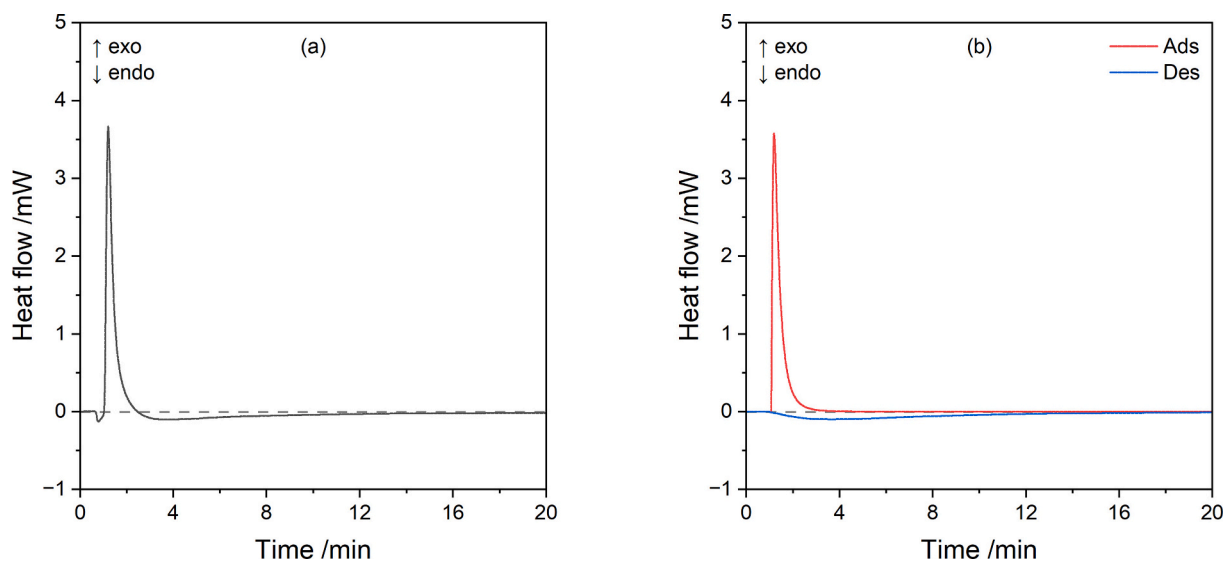 (a)
↑ exo
↓ endo
5
4
3
2
1
0
−1
Heat flow /mW
0
4
8
12
16
20
Time /min
(b)
↑ exo
↓ endo
Ads
Des
5
4
3
2
1
0
−1
Heat flow /mW
0
4
8
12
16
20
Time /min